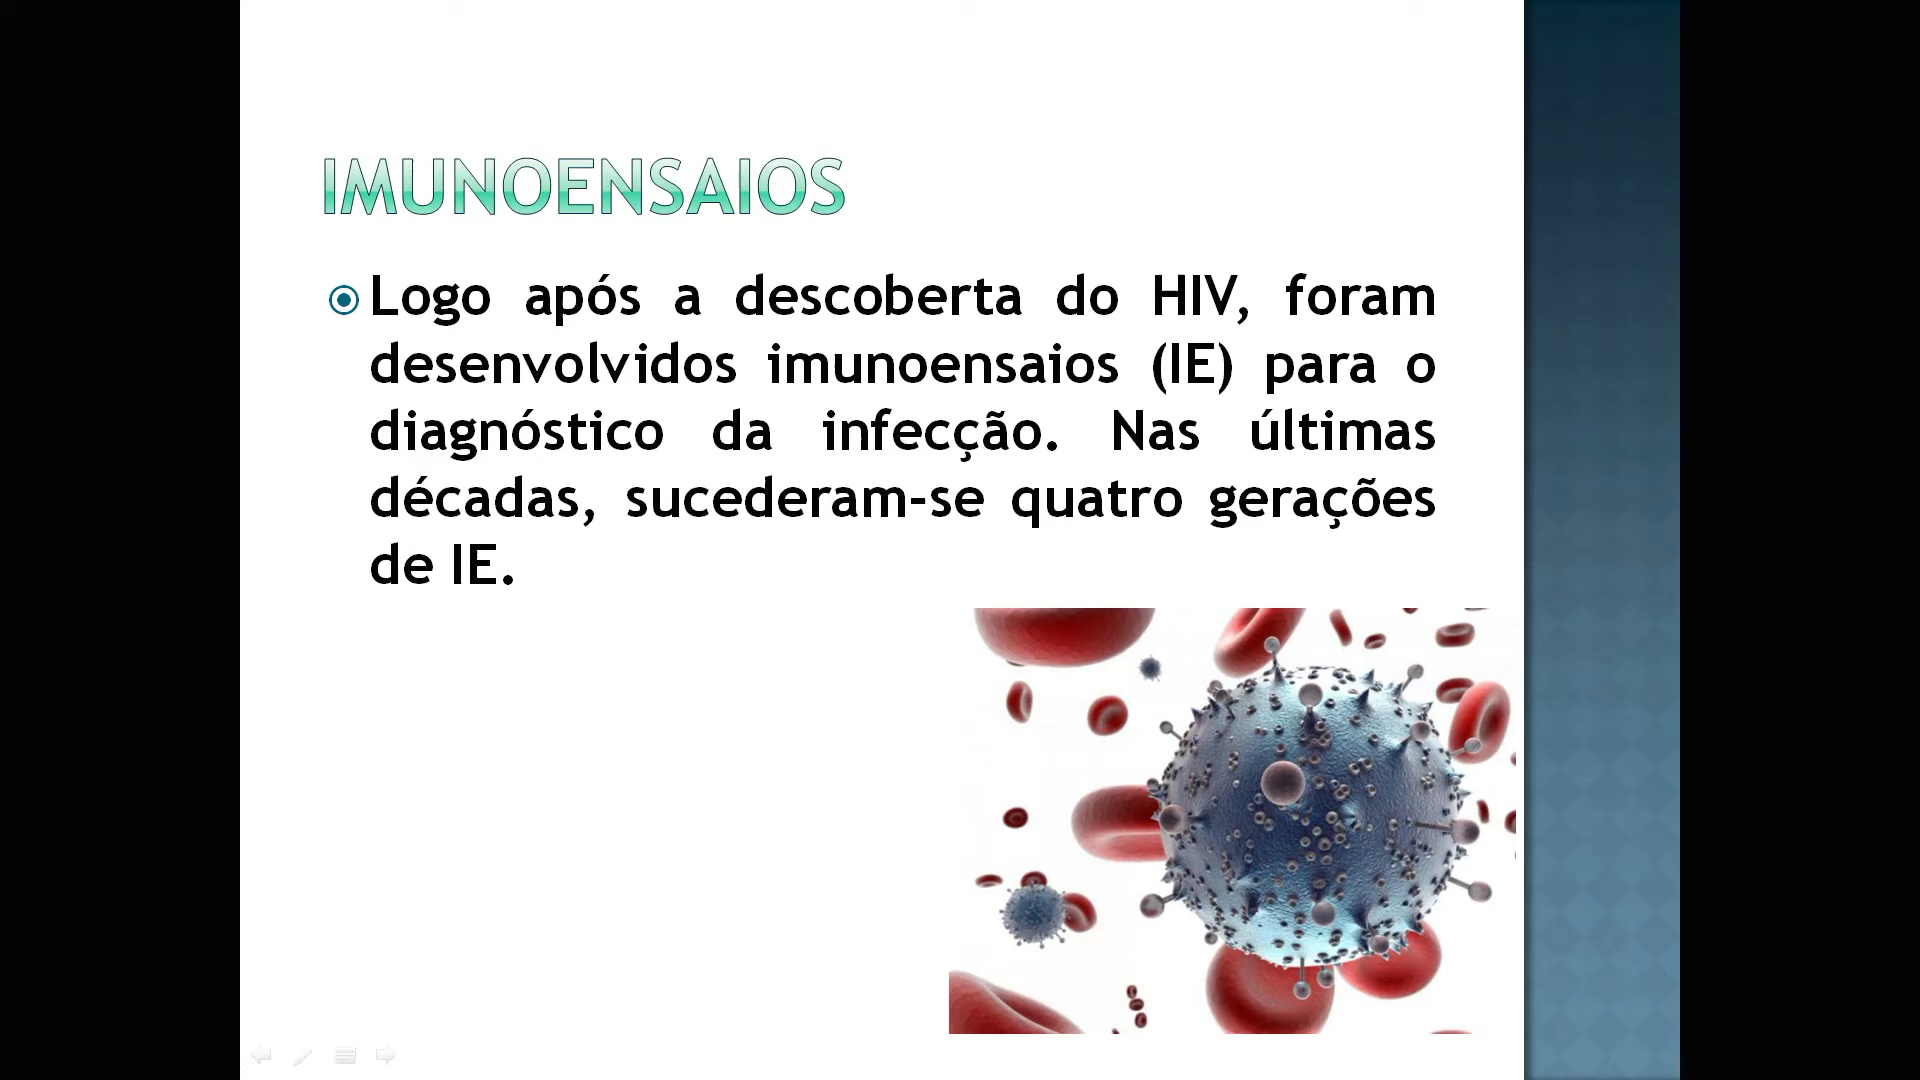 IMUNOENSAIOS
Logo após a descoberta do HIV, foram
desenvolvidos imunoensaios (IE) para o
diagnóstico da infecção. Nas últimas
décadas, sucederam-se quatro gerações
de IE.